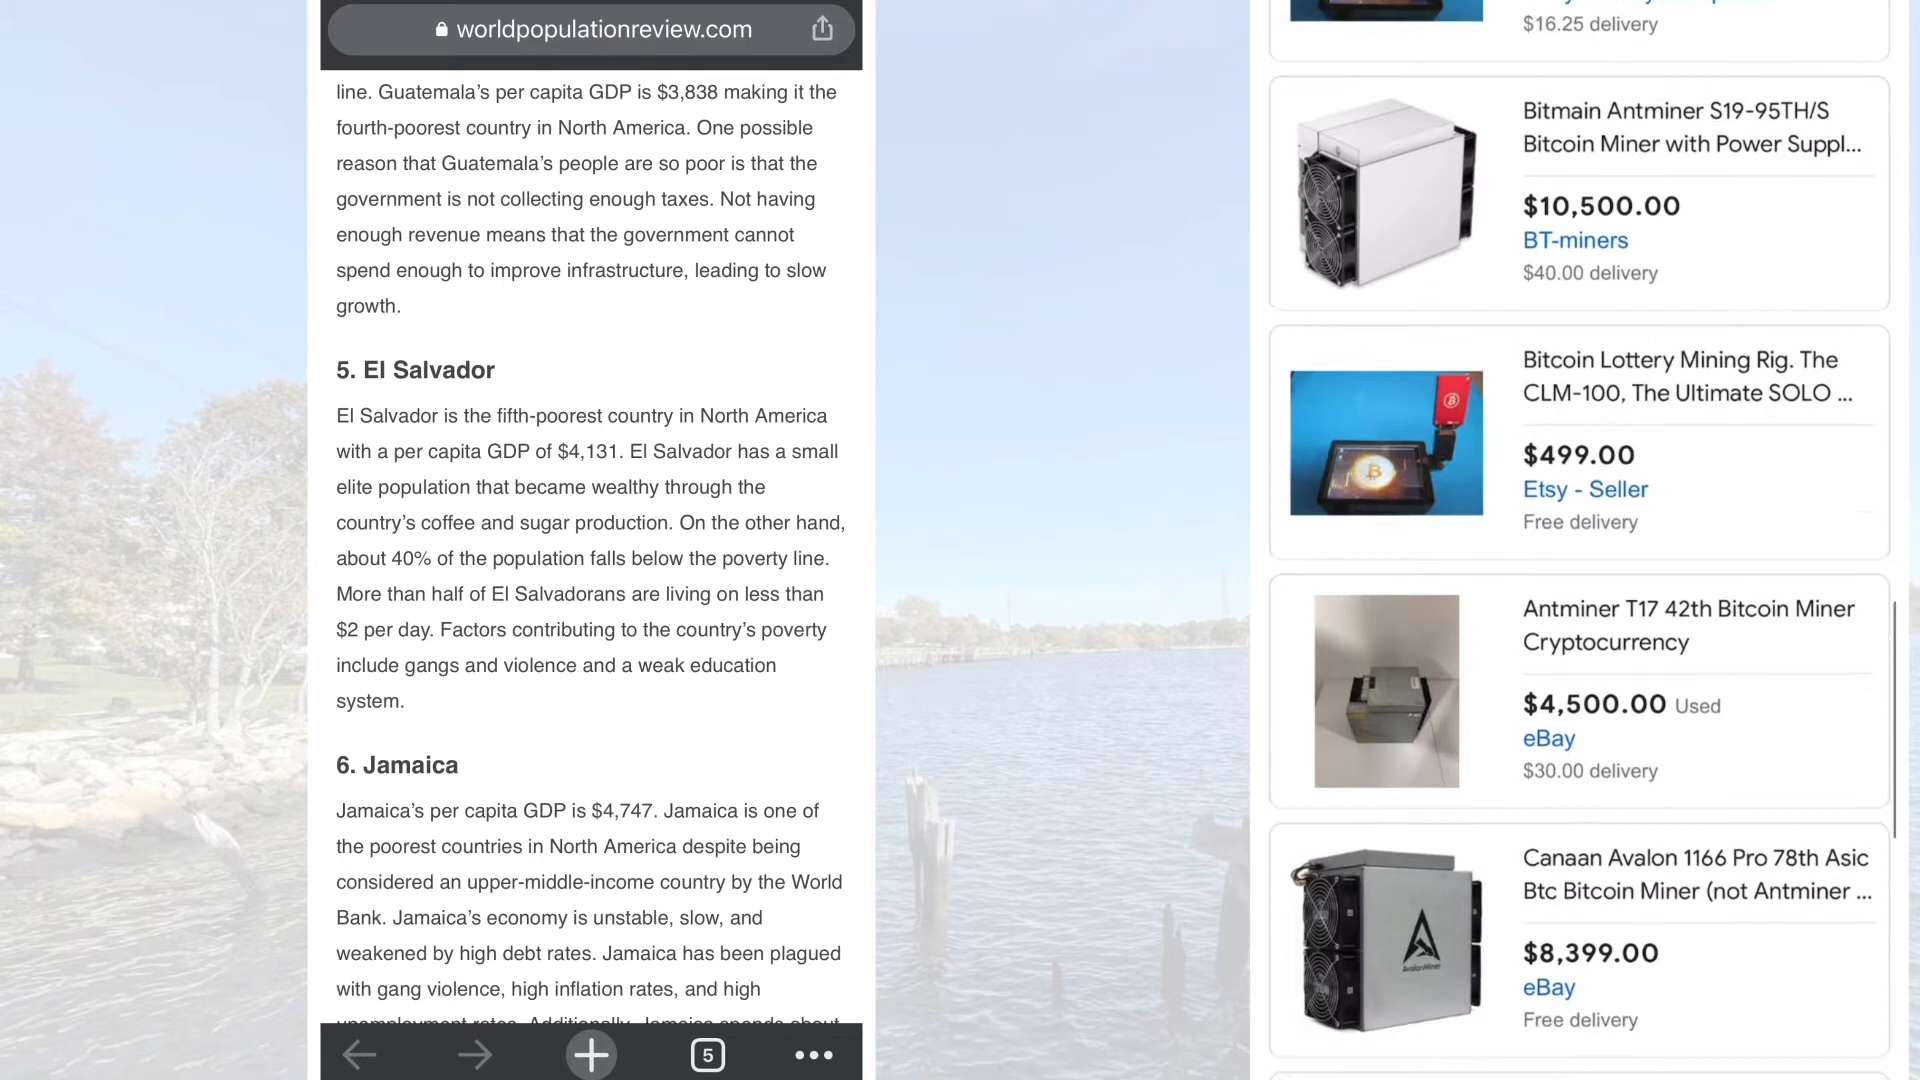 worldpopulationreview.com
line. Guatemala’s per capita GDP is $3,838 making it the
fourth-poorest country in North America. One possible
reason that Guatemala’s people are so poor is that the
government is not collecting enough taxes. Not having
enough revenue means that the government cannot
spend enough to improve infrastructure, leading to slow
growth.
5. El Salvador
El Salvador is the fifth-poorest country in North America
with a per capita GDP of $4,131. El Salvador has a small
elite population that became wealthy through the
country’s coffee and sugar production. On the other hand,
about 40% of the population falls below the poverty line.
More than half of El Salvadorans are living on less than
$2 per day. Factors contributing to the country’s poverty
include gangs and violence and a weak education
system.
6. Jamaica
Jamaica’s per capita GDP is $4,747. Jamaica is one of
the poorest countries in North America despite being
considered an upper-middle-income country by the World
Bank. Jamaica’s economy is unstable, slow, and
weakened by high debt rates. Jamaica has been plagued
with gang violence, high inflation rates, and high
unemployment rates. Additionally, Jamaica spends about
5
$16.25 delivery
Bitmain Antminer S19-95TH/S
Bitcoin Miner with Power Suppl...
$10,500.00
BT-miners
$40.00 delivery
Bitcoin Lottery Mining Rig. The
CLM-100, The Ultimate SOLO ...
$499.00
Etsy - Seller
Free delivery
Antminer T17 42th Bitcoin Miner
Cryptocurrency
$4,500.00 Used
eBay
$30.00 delivery
Canaan Avalon 1166 Pro 78th Asic
Btc Bitcoin Miner (not Antminer ...
$8,399.00
eBay
Free delivery
AvalonMiner